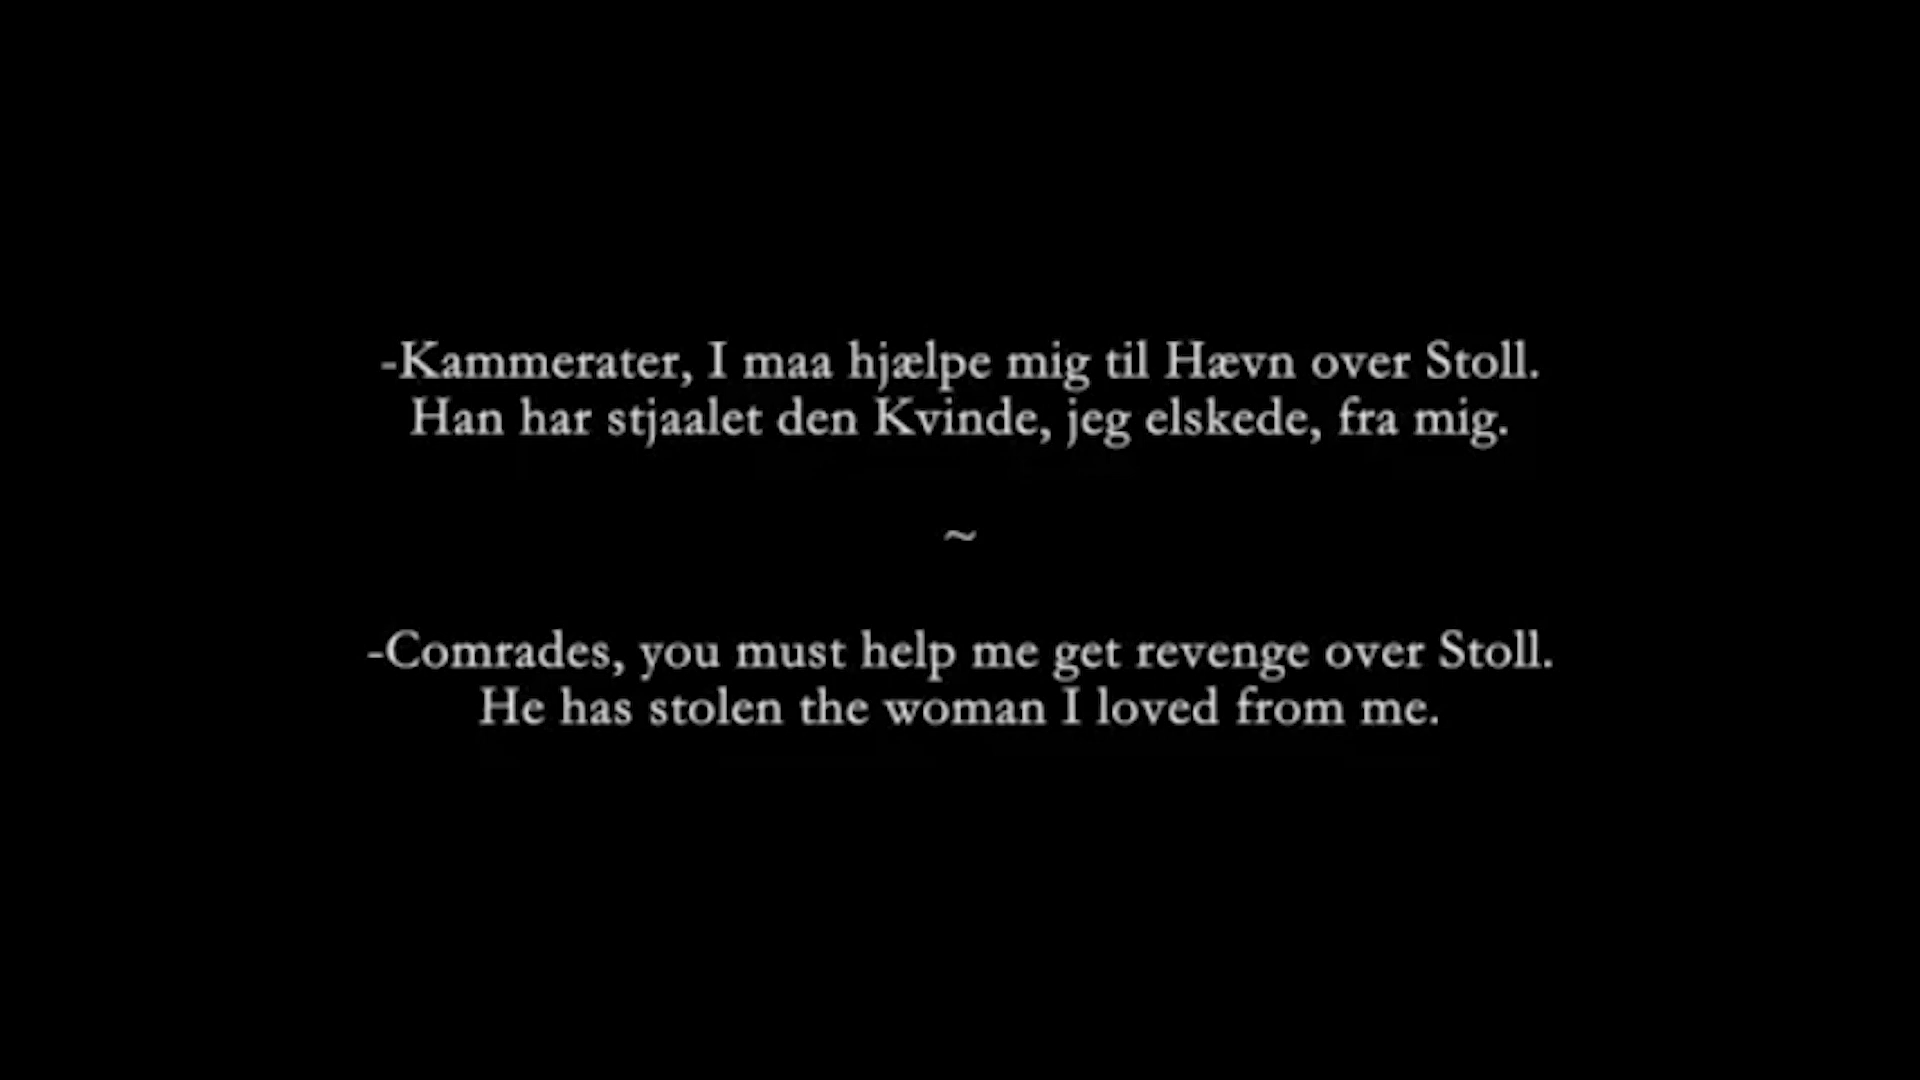 -Kammerater, I maa hjælpe mig til Hævn over Stoll.
Han har stjaalet den Kvinde, jeg elskede, fra mig.
~
-Comrades, you must help me get revenge over Stoll.
He has stolen the woman I loved from me.